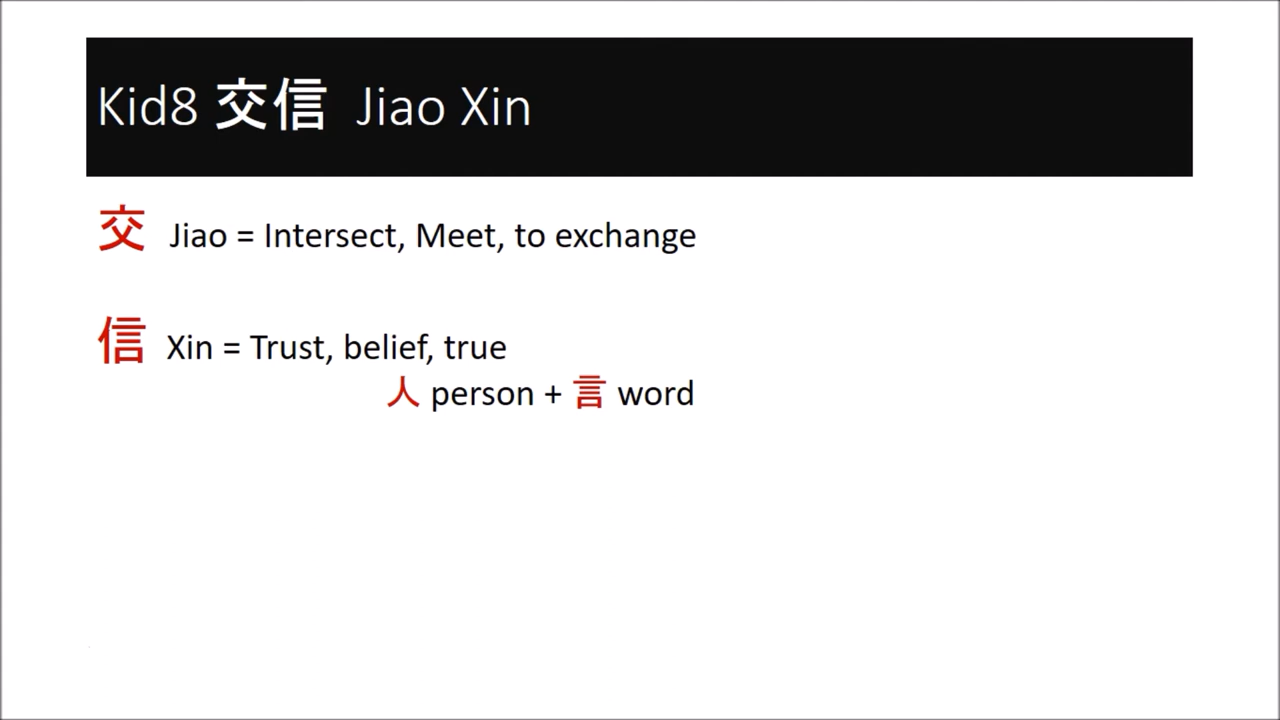 Kid8 交信 Jiao Xin
交 Jiao = Intersect, Meet, to exchange
信 Xin = Trust, belief, true
人 person + 言 word